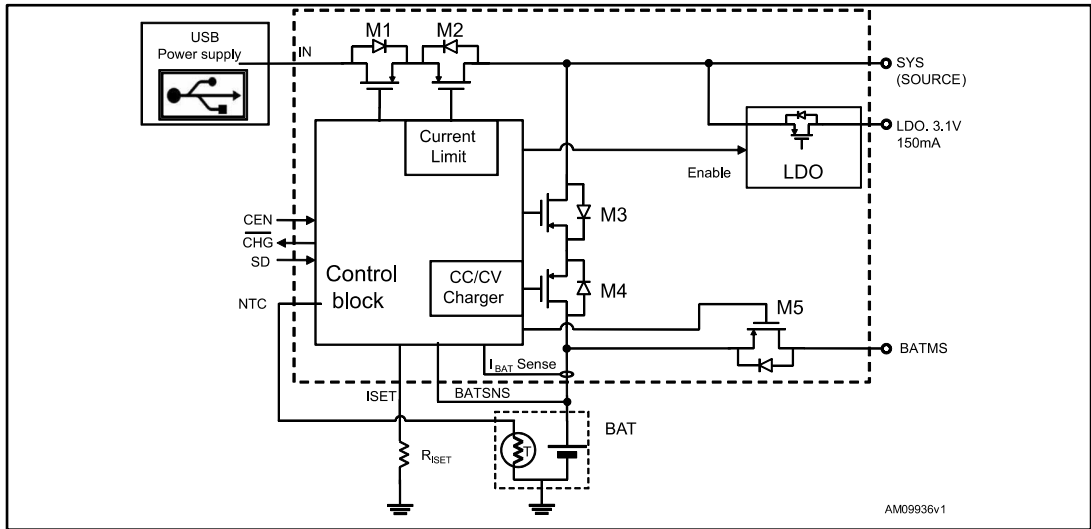 USB
Power supply
IN
M1
M2
SYS
(SOURCE)
Current
Limit
LDO. 3.1V
150mA
Enable
LDO
M3
CEN
CHG
SD
Control
block
CC/CV
Charger
M4
NTC
M5
BATMS
IBAT Sense
ISET
BATSNS
BAT
T
RISET
AM09936v1